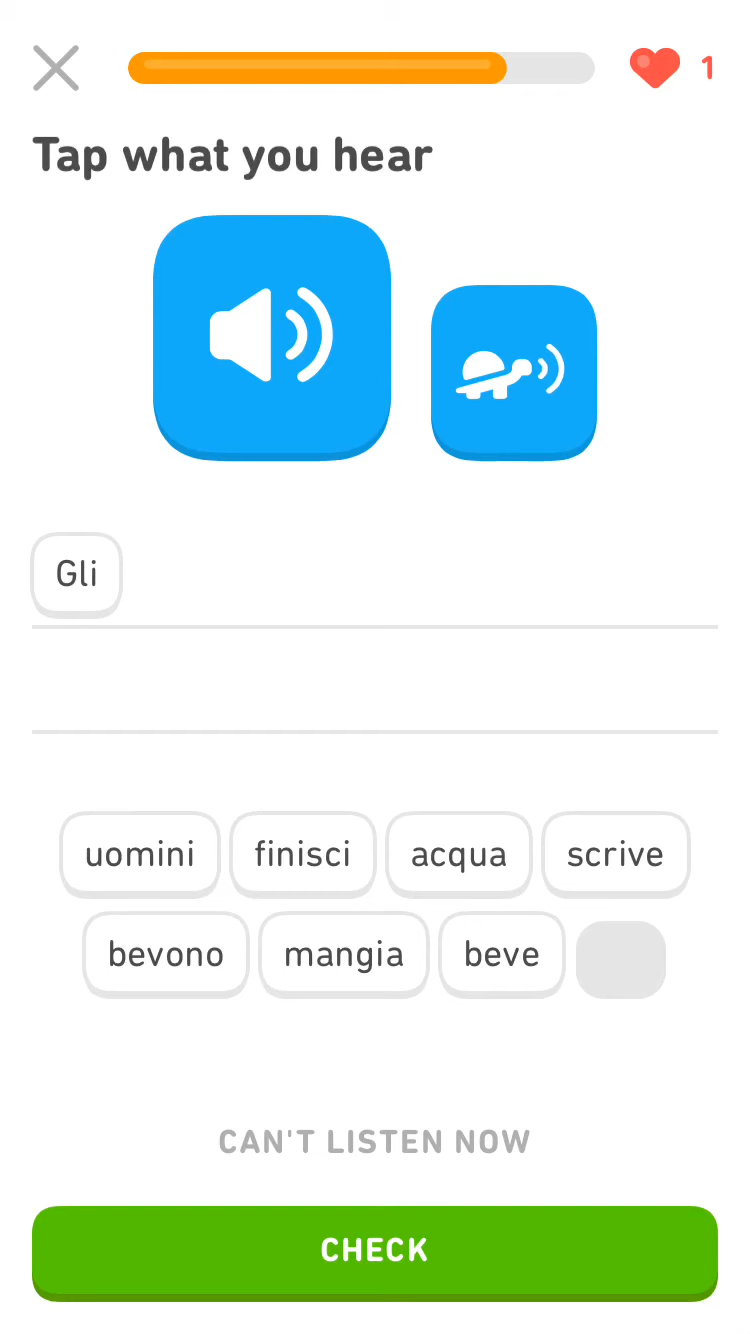 1
Tap what you hear
Gli
uomini finisci acqua scrive
bevono mangia beve
CAN'T LISTEN NOW
CHECK